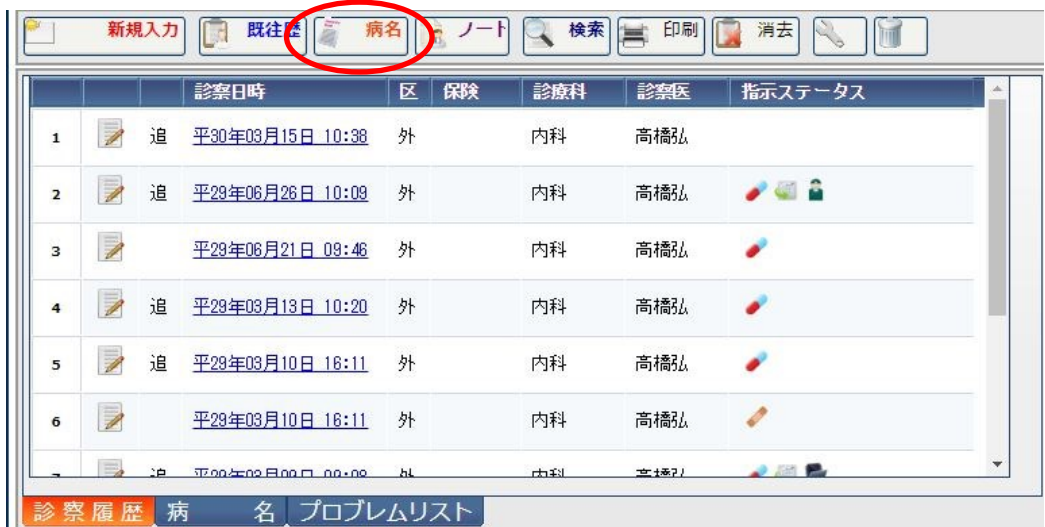 新規入力 既往歴 病名 ノート 検索 印刷 消去
診察日時 区 保険 診療科 診察医 指示ステータス
1 追 平30年03月15日 10:38 外 内科 高橋弘
2 追 平29年06月26日 10:09 外 内科 高橋弘
3 平29年06月21日 09:46 外 内科 高橋弘
4 追 平29年03月13日 10:20 外 内科 高橋弘
5 追 平29年03月10日 16:11 外 内科 高橋弘
6 平29年03月10日 16:11 外 内科 高橋弘
診察履歴 病 名 プロブレムリスト